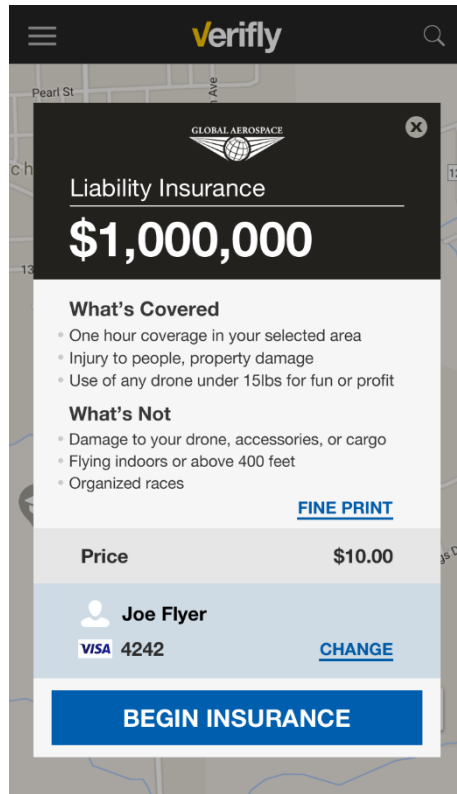 Verifly
Pearl St
Ave
GLOBAL AEROSPACE
x
Liability Insurance
$1,000,000
What's Covered
One hour coverage in your selected area
Injury to people, property damage
Use of any drone under 15lbs for fun or profit
What's Not
Damage to your drone, accessories, or cargo
Flying indoors or above 400 feet
Organized races
FINE PRINT
Price $10.00
Joe Flyer
VISA 4242 CHANGE
BEGIN INSURANCE